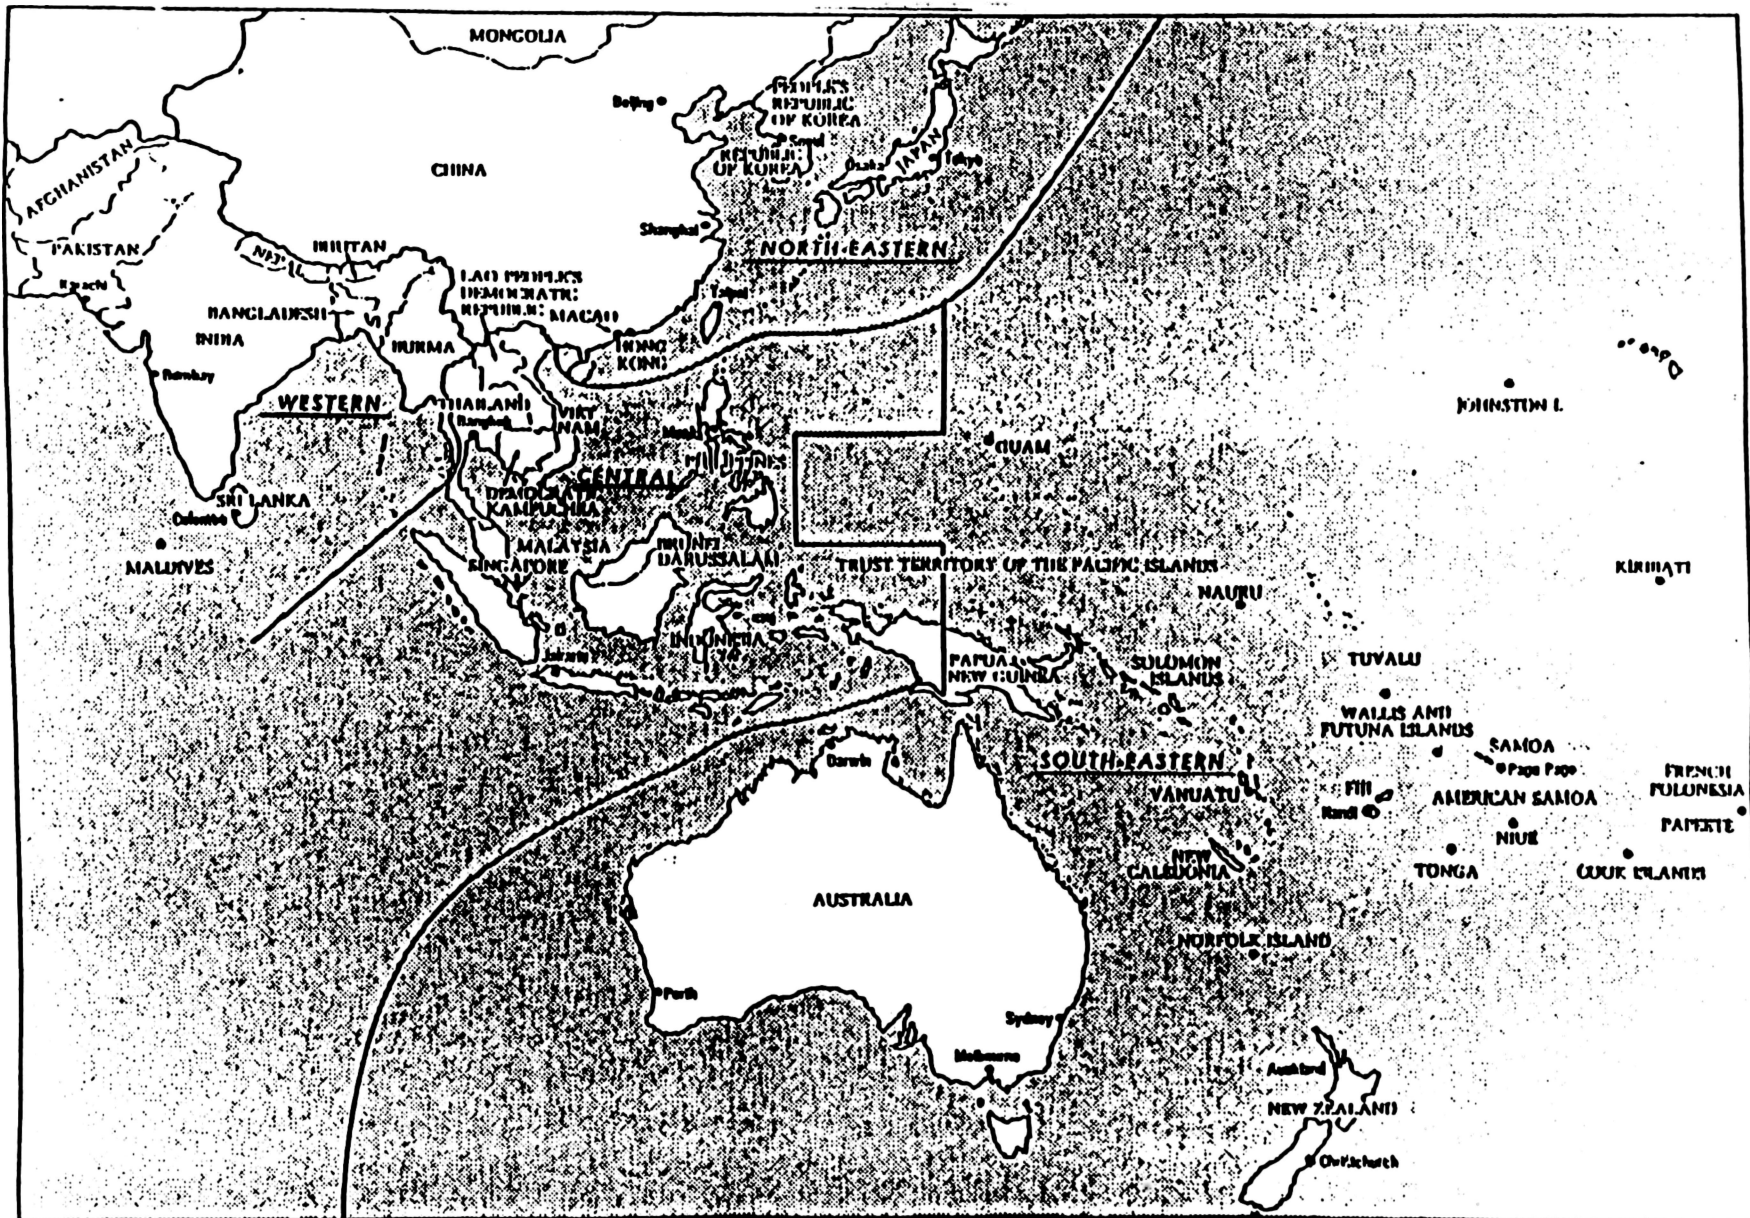 MONGOLIA
Beijing
PEOPLE'S
REPUBLIC
OF KOREA
Seoul
REPUBLIC
OF KOREA
Osaka
JAPAN
Tokyo
AFGHANISTAN
CHINA
PAKISTAN
Karachi
NEPAL
BHUTAN
Shanghai
NORTH-EASTERN
LAO PEOPLE'S
DEMOCRATIC
REPUBLIC
MACAU
Taipei
BANGLADESH
INDIA
BURMA
HONG
KONG
Bombay
WESTERN
THAILAND
Bangkok
VIET
NAM
JOHNSTON I.
GUAM
PHILIPPINES
CENTRAL
DEMOCRATIC
KAMPUCHEA
SRI LANKA
Colombo
MALDIVES
MALAYSIA
SINGAPORE
BRUNEI
DARUSSALAM
TRUST TERRITORY OF THE PACIFIC ISLANDS
NAURU
KIRIBATI
INDONESIA
Jakarta
PAPUA
NEW GUINEA
SOLOMON
ISLANDS
TUVALU
WALLIS AND
FUTUNA ISLANDS
SAMOA
Pago Pago
Darwin
SOUTH-EASTERN
VANUATU
FIJI
Nandi
AMERICAN SAMOA
NIUE
FRENCH
POLONESIA
PAPEETE
NEW
CALEDONIA
TONGA
COOK ISLANDS
AUSTRALIA
NORFOLK ISLAND
Perth
Sydney
Melbourne
Auckland
NEW ZEALAND
Christchurch